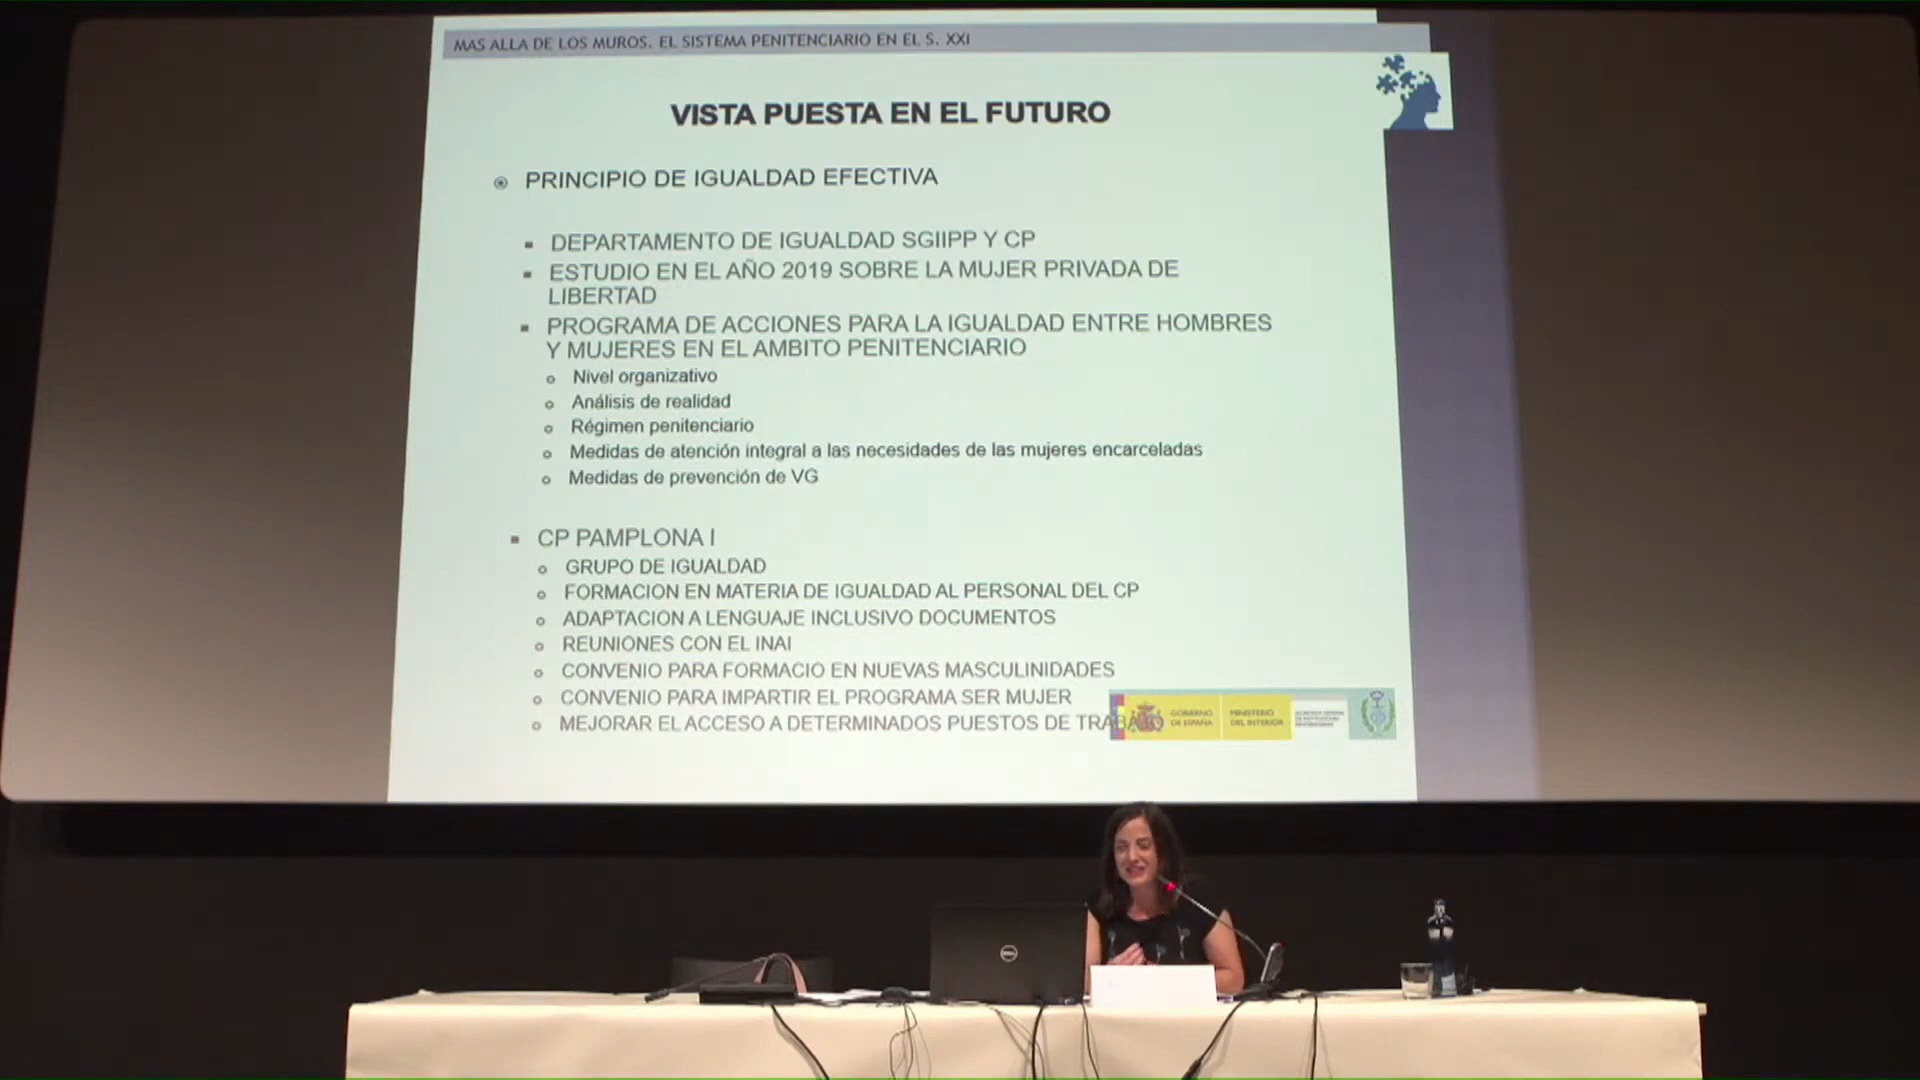 MAS ALLA DE LOS MUROS. EL SISTEMA PENITENCIARIO EN EL S. XXI
VISTA PUESTA EN EL FUTURO
PRINCIPIO DE IGUALDAD EFECTIVA
DEPARTAMENTO DE IGUALDAD SGIIPP Y CP
ESTUDIO EN EL AÑO 2019 SOBRE LA MUJER PRIVADA DE
LIBERTAD
PROGRAMA DE ACCIONES PARA LA IGUALDAD ENTRE HOMBRES
Y MUJERES EN EL AMBITO PENITENCIARIO
Nivel organizativo
Análisis de realidad
Régimen penitenciario
Medidas de atención integral a las necesidades de las mujeres encarceladas
Medidas de prevención de VG
CP PAMPLONA I
GRUPO DE IGUALDAD
FORMACION EN MATERIA DE IGUALDAD AL PERSONAL DEL CP
ADAPTACION A LENGUAJE INCLUSIVO DOCUMENTOS
REUNIONES CON EL INAI
CONVENIO PARA FORMACIO EN NUEVAS MASCULINIDADES
CONVENIO PARA IMPARTIR EL PROGRAMA SER MUJER
MEJORAR EL ACCESO A DETERMINADOS PUESTOS DE TRABAJO
GOBIERNO
DE ESPAÑA
MINISTERIO
DEL INTERIOR
DELL